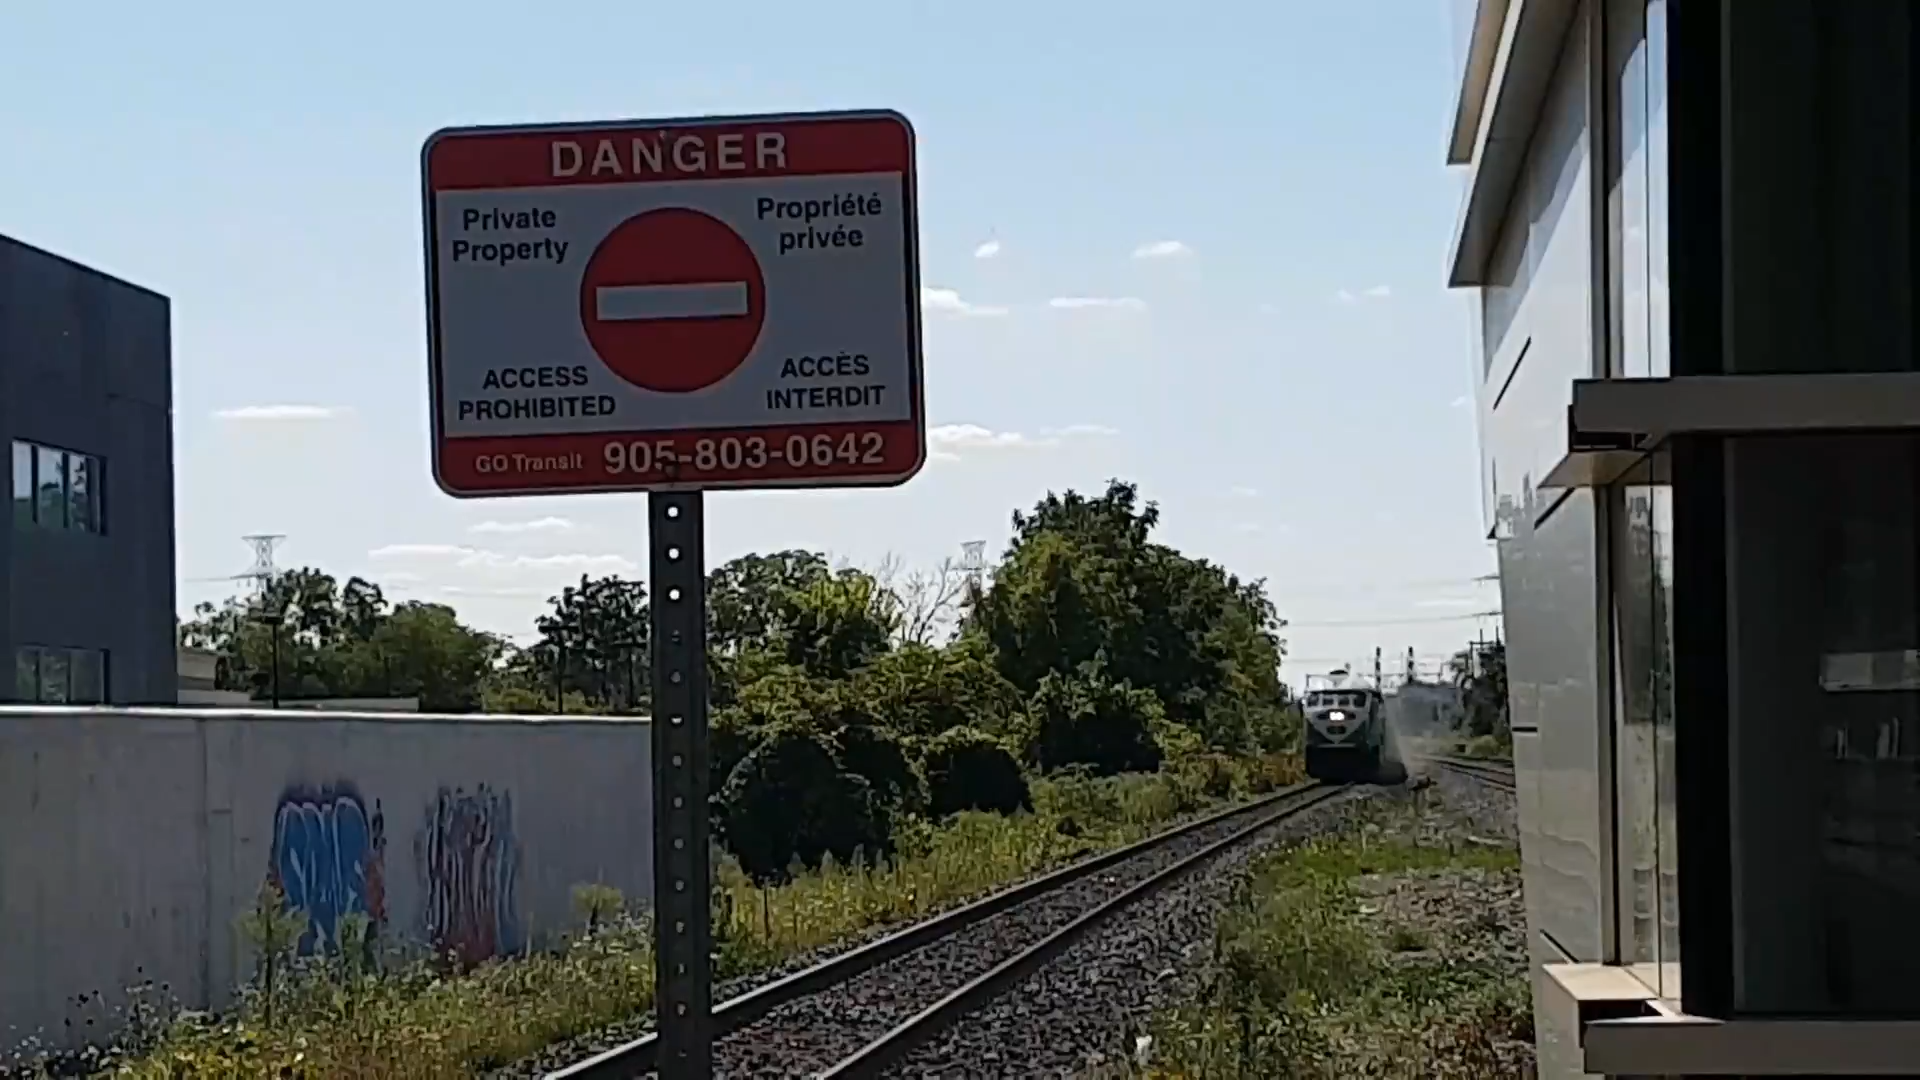 DANGER
Private
Property
Propriété
privée
ACCESS
PROHIBITED
ACCÈS
INTERDIT
GO Transit 905-803-0642